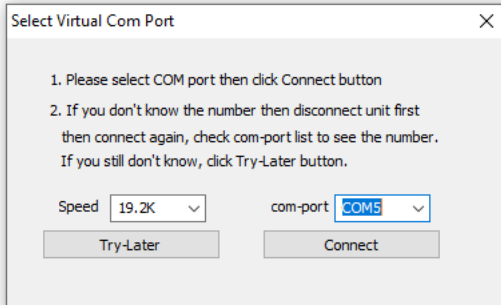 Select Virtual Com Port
1. Please select COM port then click Connect button
2. If you don't know the number then disconnect unit first
then connect again, check com-port list to see the number.
If you still don't know, click Try-Later button.
Speed 19.2K com-port COM5
Try-Later Connect